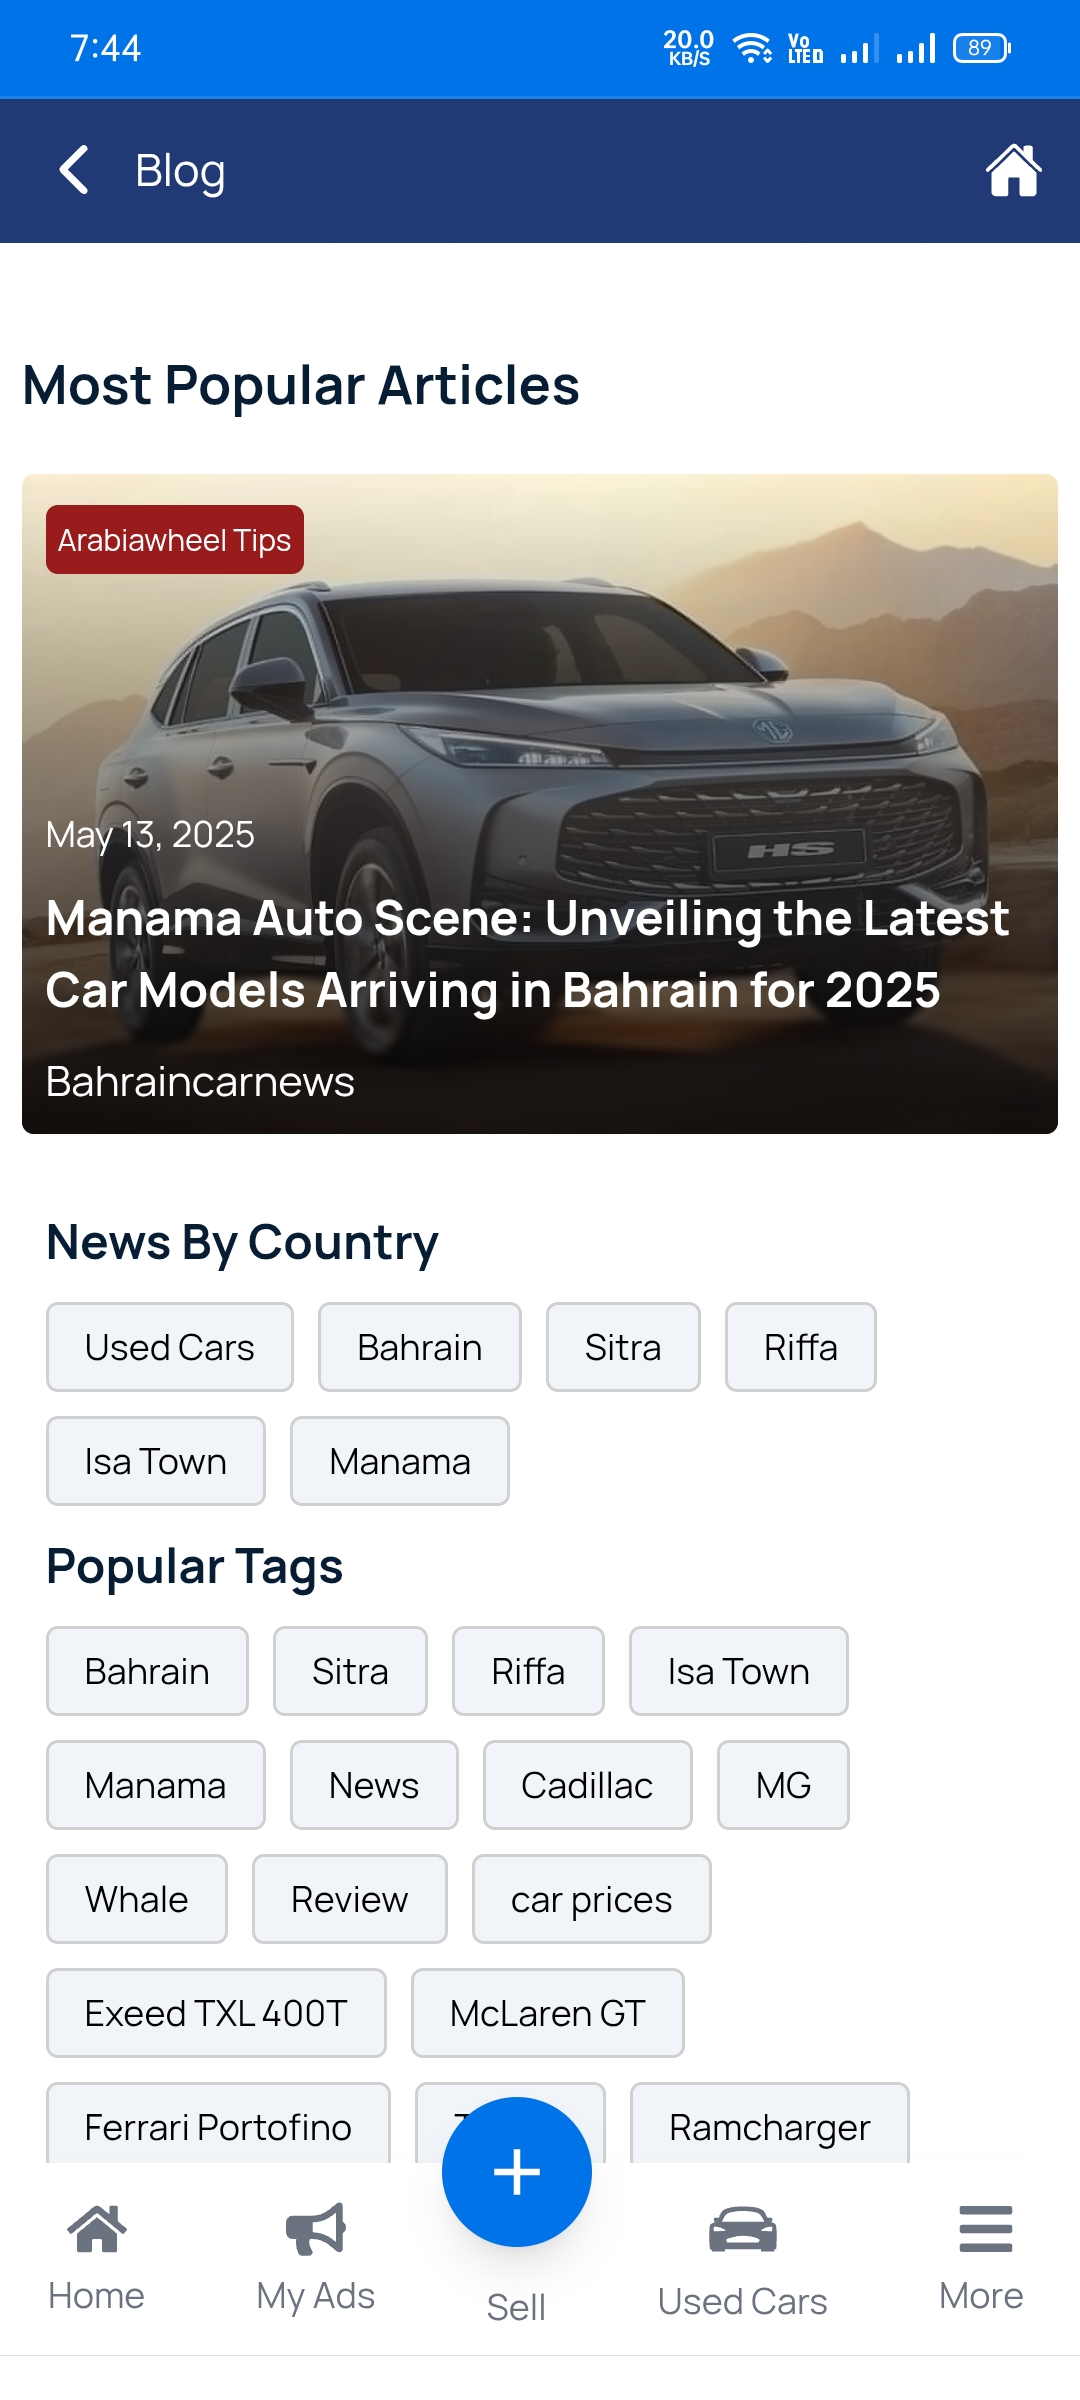 7:44
20.0
KB/S
Vo
LTE
89
Blog
Most Popular Articles
Arabiawheel Tips
MG
HS
May 13, 2025
Manama Auto Scene: Unveiling the Latest
Car Models Arriving in Bahrain for 2025
Bahraincarnews
News By Country
Used Cars Bahrain Sitra Riffa
Isa Town Manama
Popular Tags
Bahrain Sitra Riffa Isa Town
Manama News Cadillac MG
Whale Review car prices
Exeed TXL 400T McLaren GT
Ferrari Portofino Ramcharger
Home My Ads Sell Used Cars More